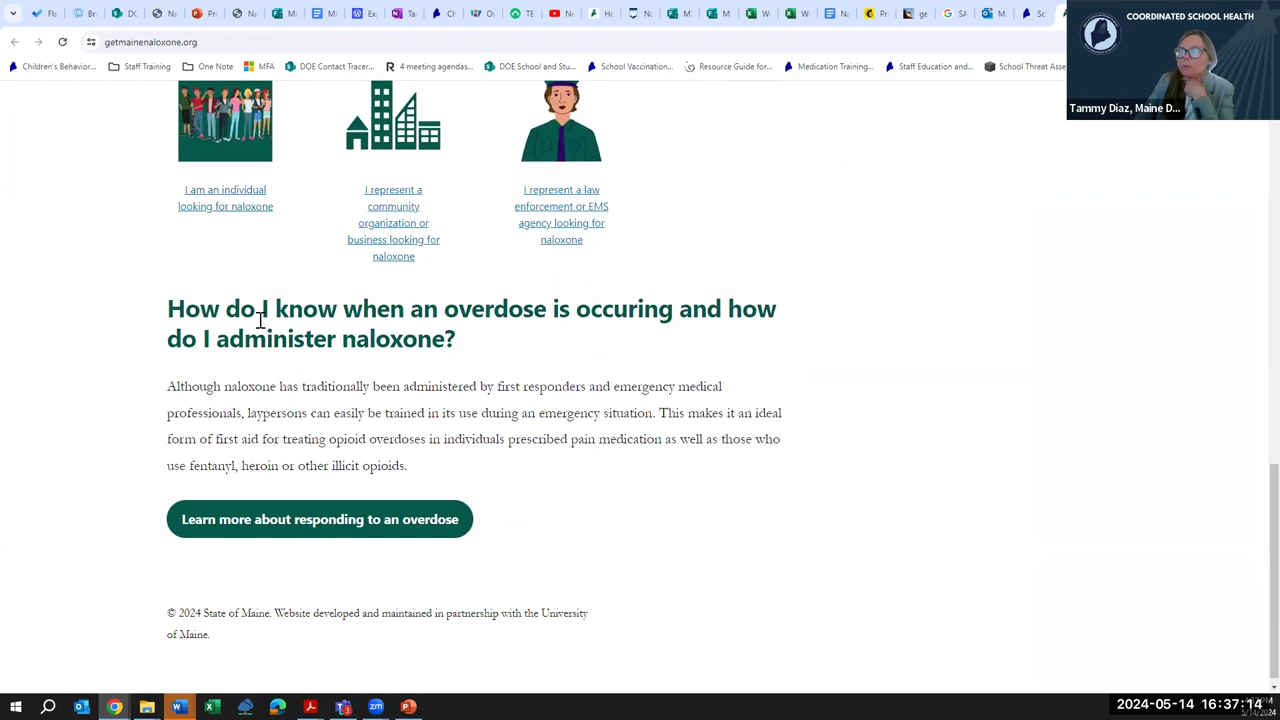 getmainenaloxone.org
Children's Behavior...
Staff Training
One Note
MFA
DOE Contact Tracer...
4 meeting agendas...
DOE School and Stu...
School Vaccination...
Resource Guide for...
Medication Training...
Staff Education and...
School Threat Asse
COORDINATED SCHOOL HEALTH
Tammy Diaz, Maine D...
I am an individual
looking for naloxone
I represent a
community
organization or
business looking for
naloxone
I represent a law
enforcement or EMS
agency looking for
naloxone
How do I know when an overdose is occuring and how
do I administer naloxone?
Although naloxone has traditionally been administered by first responders and emergency medical
professionals, laypersons can easily be trained in its use during an emergency situation. This makes it an ideal
form of first aid for treating opioid overdoses in individuals prescribed pain medication as well as those who
use fentanyl, heroin or other illicit opioids.
Learn more about responding to an overdose
© 2024 State of Maine. Website developed and maintained in partnership with the University
of Maine.
2024-05-14 16:37:14